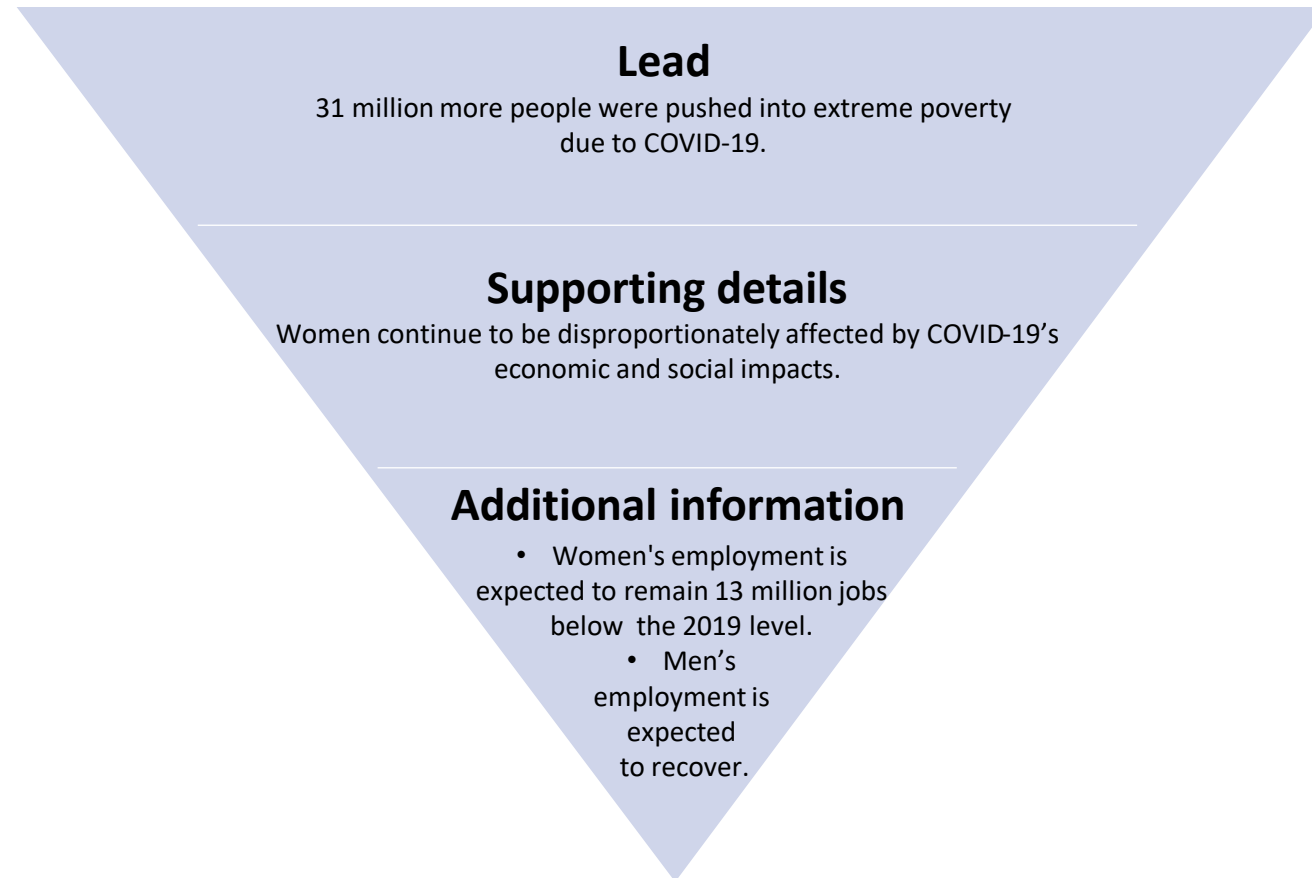 Lead
31 million more people were pushed into extreme poverty
due to COVID-19.
Supporting details
Women continue to be disproportionately affected by COVID-19’s
economic and social impacts.
Additional information
• Women's employment is
expected to remain 13 million jobs
below the 2019 level.
• Men’s
employment is
expected
to recover.